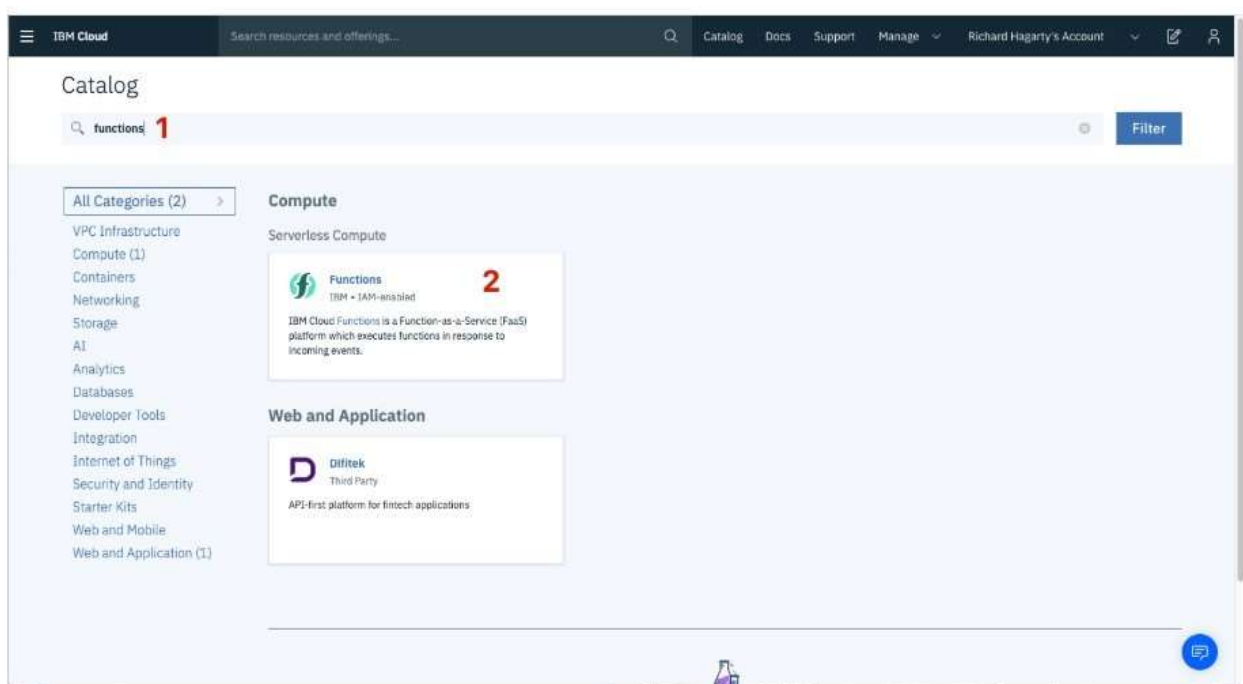 IBM Cloud
Search resources and offerings...
Catalog
Docs
Support
Manage
Richard Hagarty's Account
Catalog
functions 1
Filter
All Categories (2)
VPC Infrastructure
Compute (1)
Containers
Networking
Storage
AI
Analytics
Databases
Developer Tools
Integration
Internet of Things
Security and Identity
Starter Kits
Web and Mobile
Web and Application (1)
Compute
Serverless Compute
Functions 2
IBM • IAM-enabled
IBM Cloud Functions is a Function-as-a-Service (FaaS)
platform which executes functions in response to
incoming events.
Web and Application
Difitek
Third Party
API-first platform for fintech applications